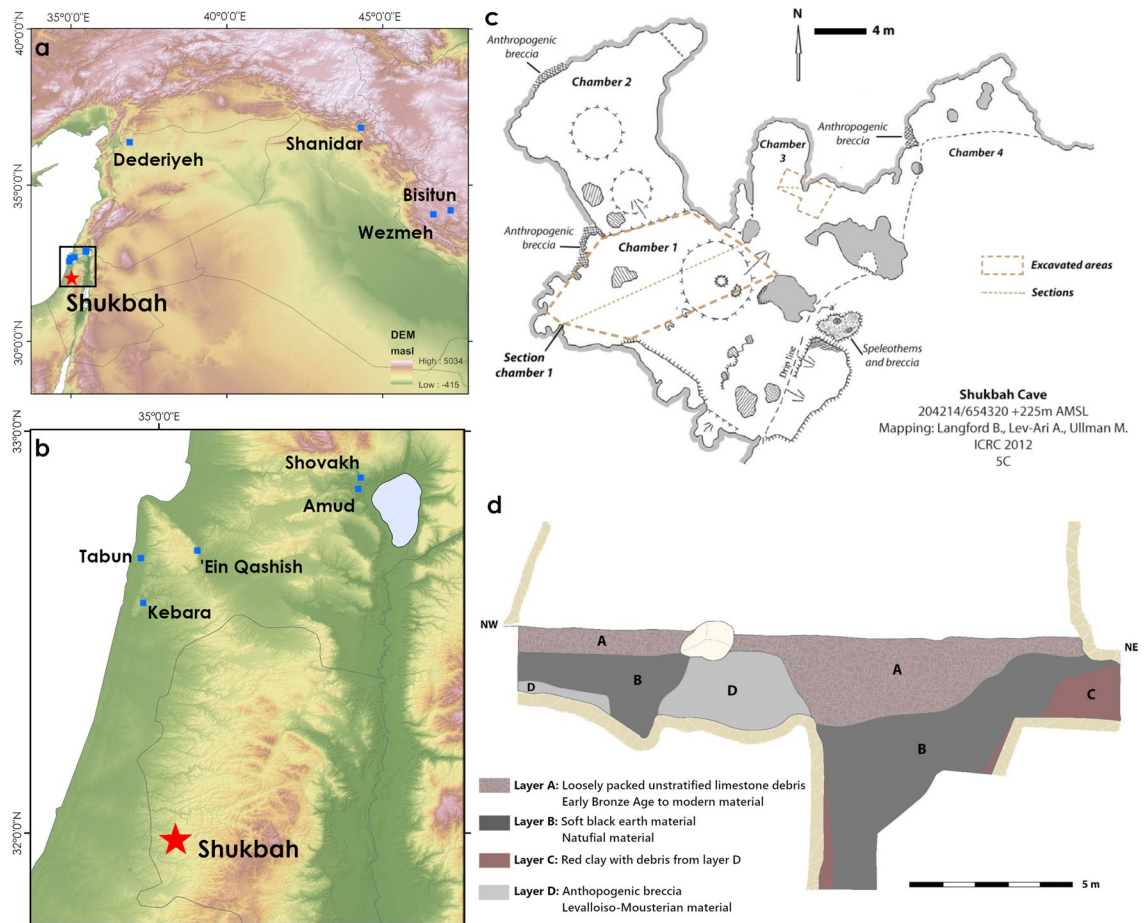 a
35°0'0"E
40°0'0"E
45°0'0"E
40°0'0"N
35°0'0"N
30°0'0"N
Dederiyeh
Shanidar
Bisitun
Wezmeh
Shukbah
DEM
masl
High : 5034
Low : -415
b
35°0'0"E
33°0'0"N
32°0'0"N
Shovakh
Amud
Tabun
'Ein Qashish
Kebara
Shukbah
c
N
4 m
Anthropogenic
breccia
Chamber 2
Anthropogenic
breccia
Chamber
3
Chamber 4
Anthropogenic
breccia
Chamber 1
Excavated areas
Sections
Section
chamber 1
a'
Drip line
Speleothems
and breccia
Shukbah Cave
204214/654320 +225m AMSL
Mapping: Langford B., Lev-Ari A., Ullman M.
ICRC 2012
5C
d
NW
NE
A
A
B
D
D
C
B
Layer A: Loosely packed unstratified limestone debris
Early Bronze Age to modern material
Layer B: Soft black earth material
Natufial material
Layer C: Red clay with debris from layer D
Layer D: Anthopogenic breccia
Levalloiso-Mousterian material
5 m